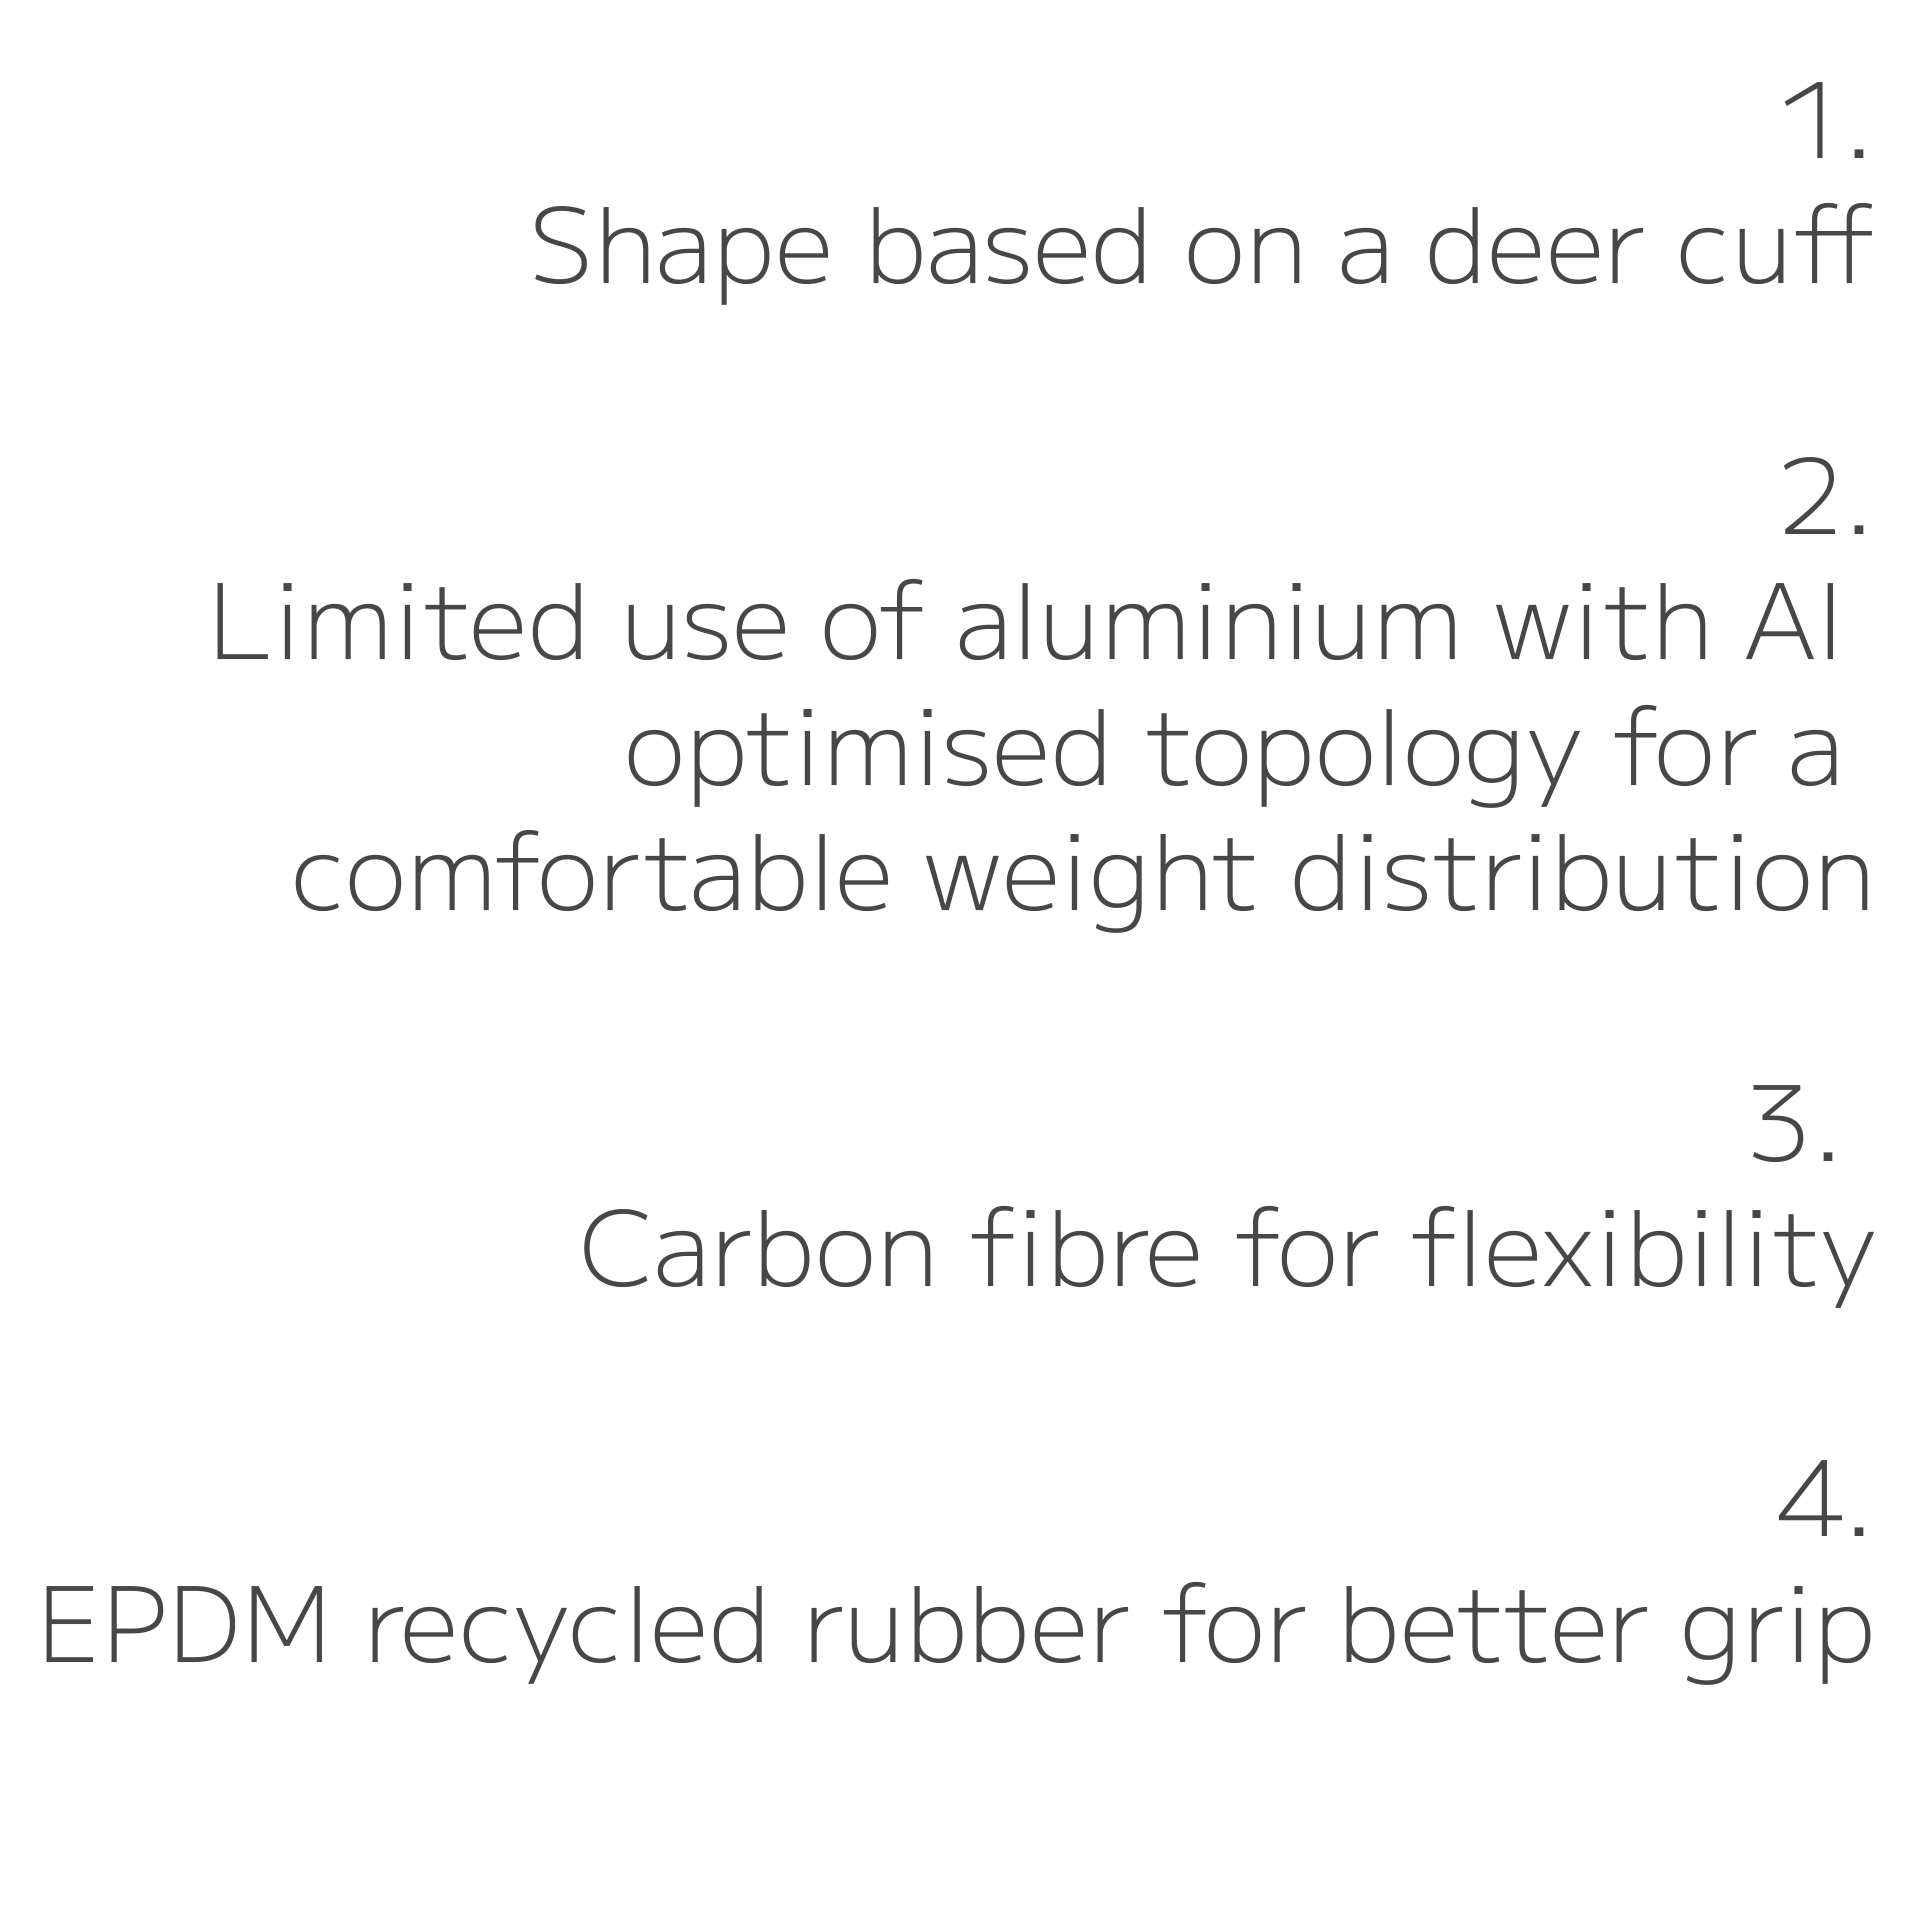 1.
Shape based on a deer cuff
2.
Limited use of aluminium with AI
optimised topology for a
comfortable weight distribution
3.
Carbon fibre for flexibility
4.
EPDM recycled rubber for better grip